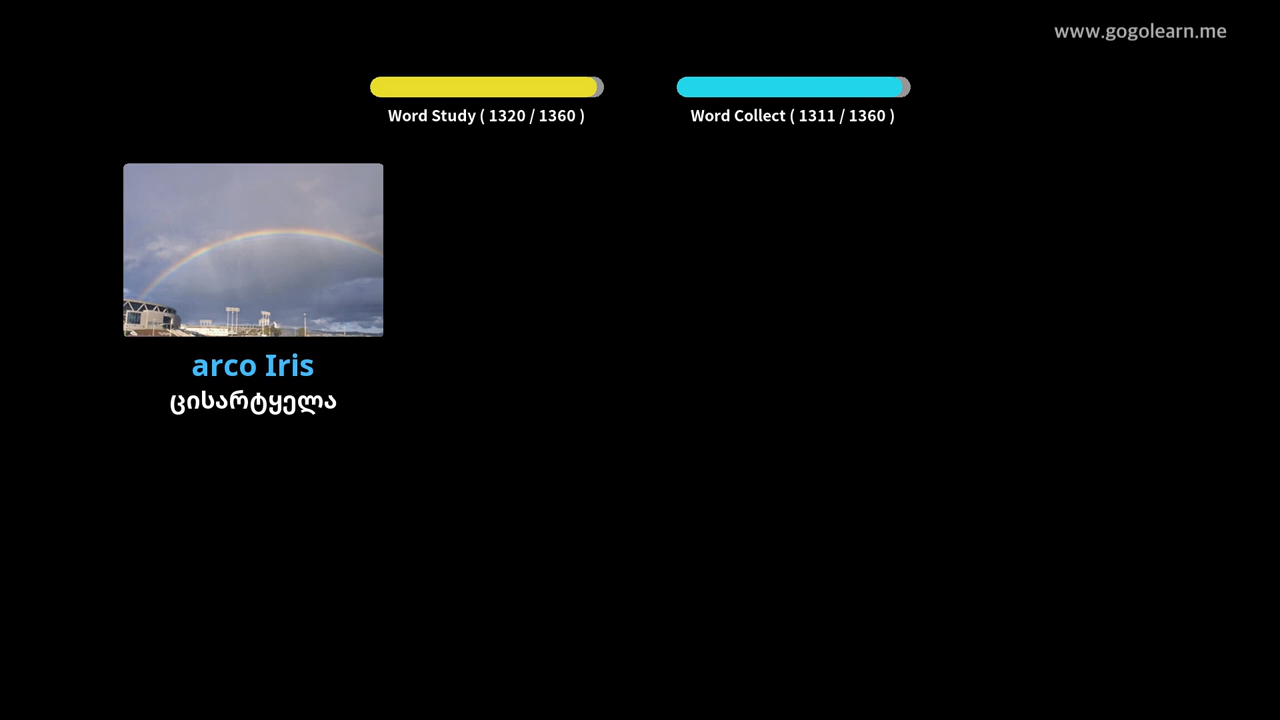 www.gogolearn.me
Word Study ( 1320 / 1360 )
Word Collect ( 1311 / 1360 )
arco Iris
ცისარტყელა